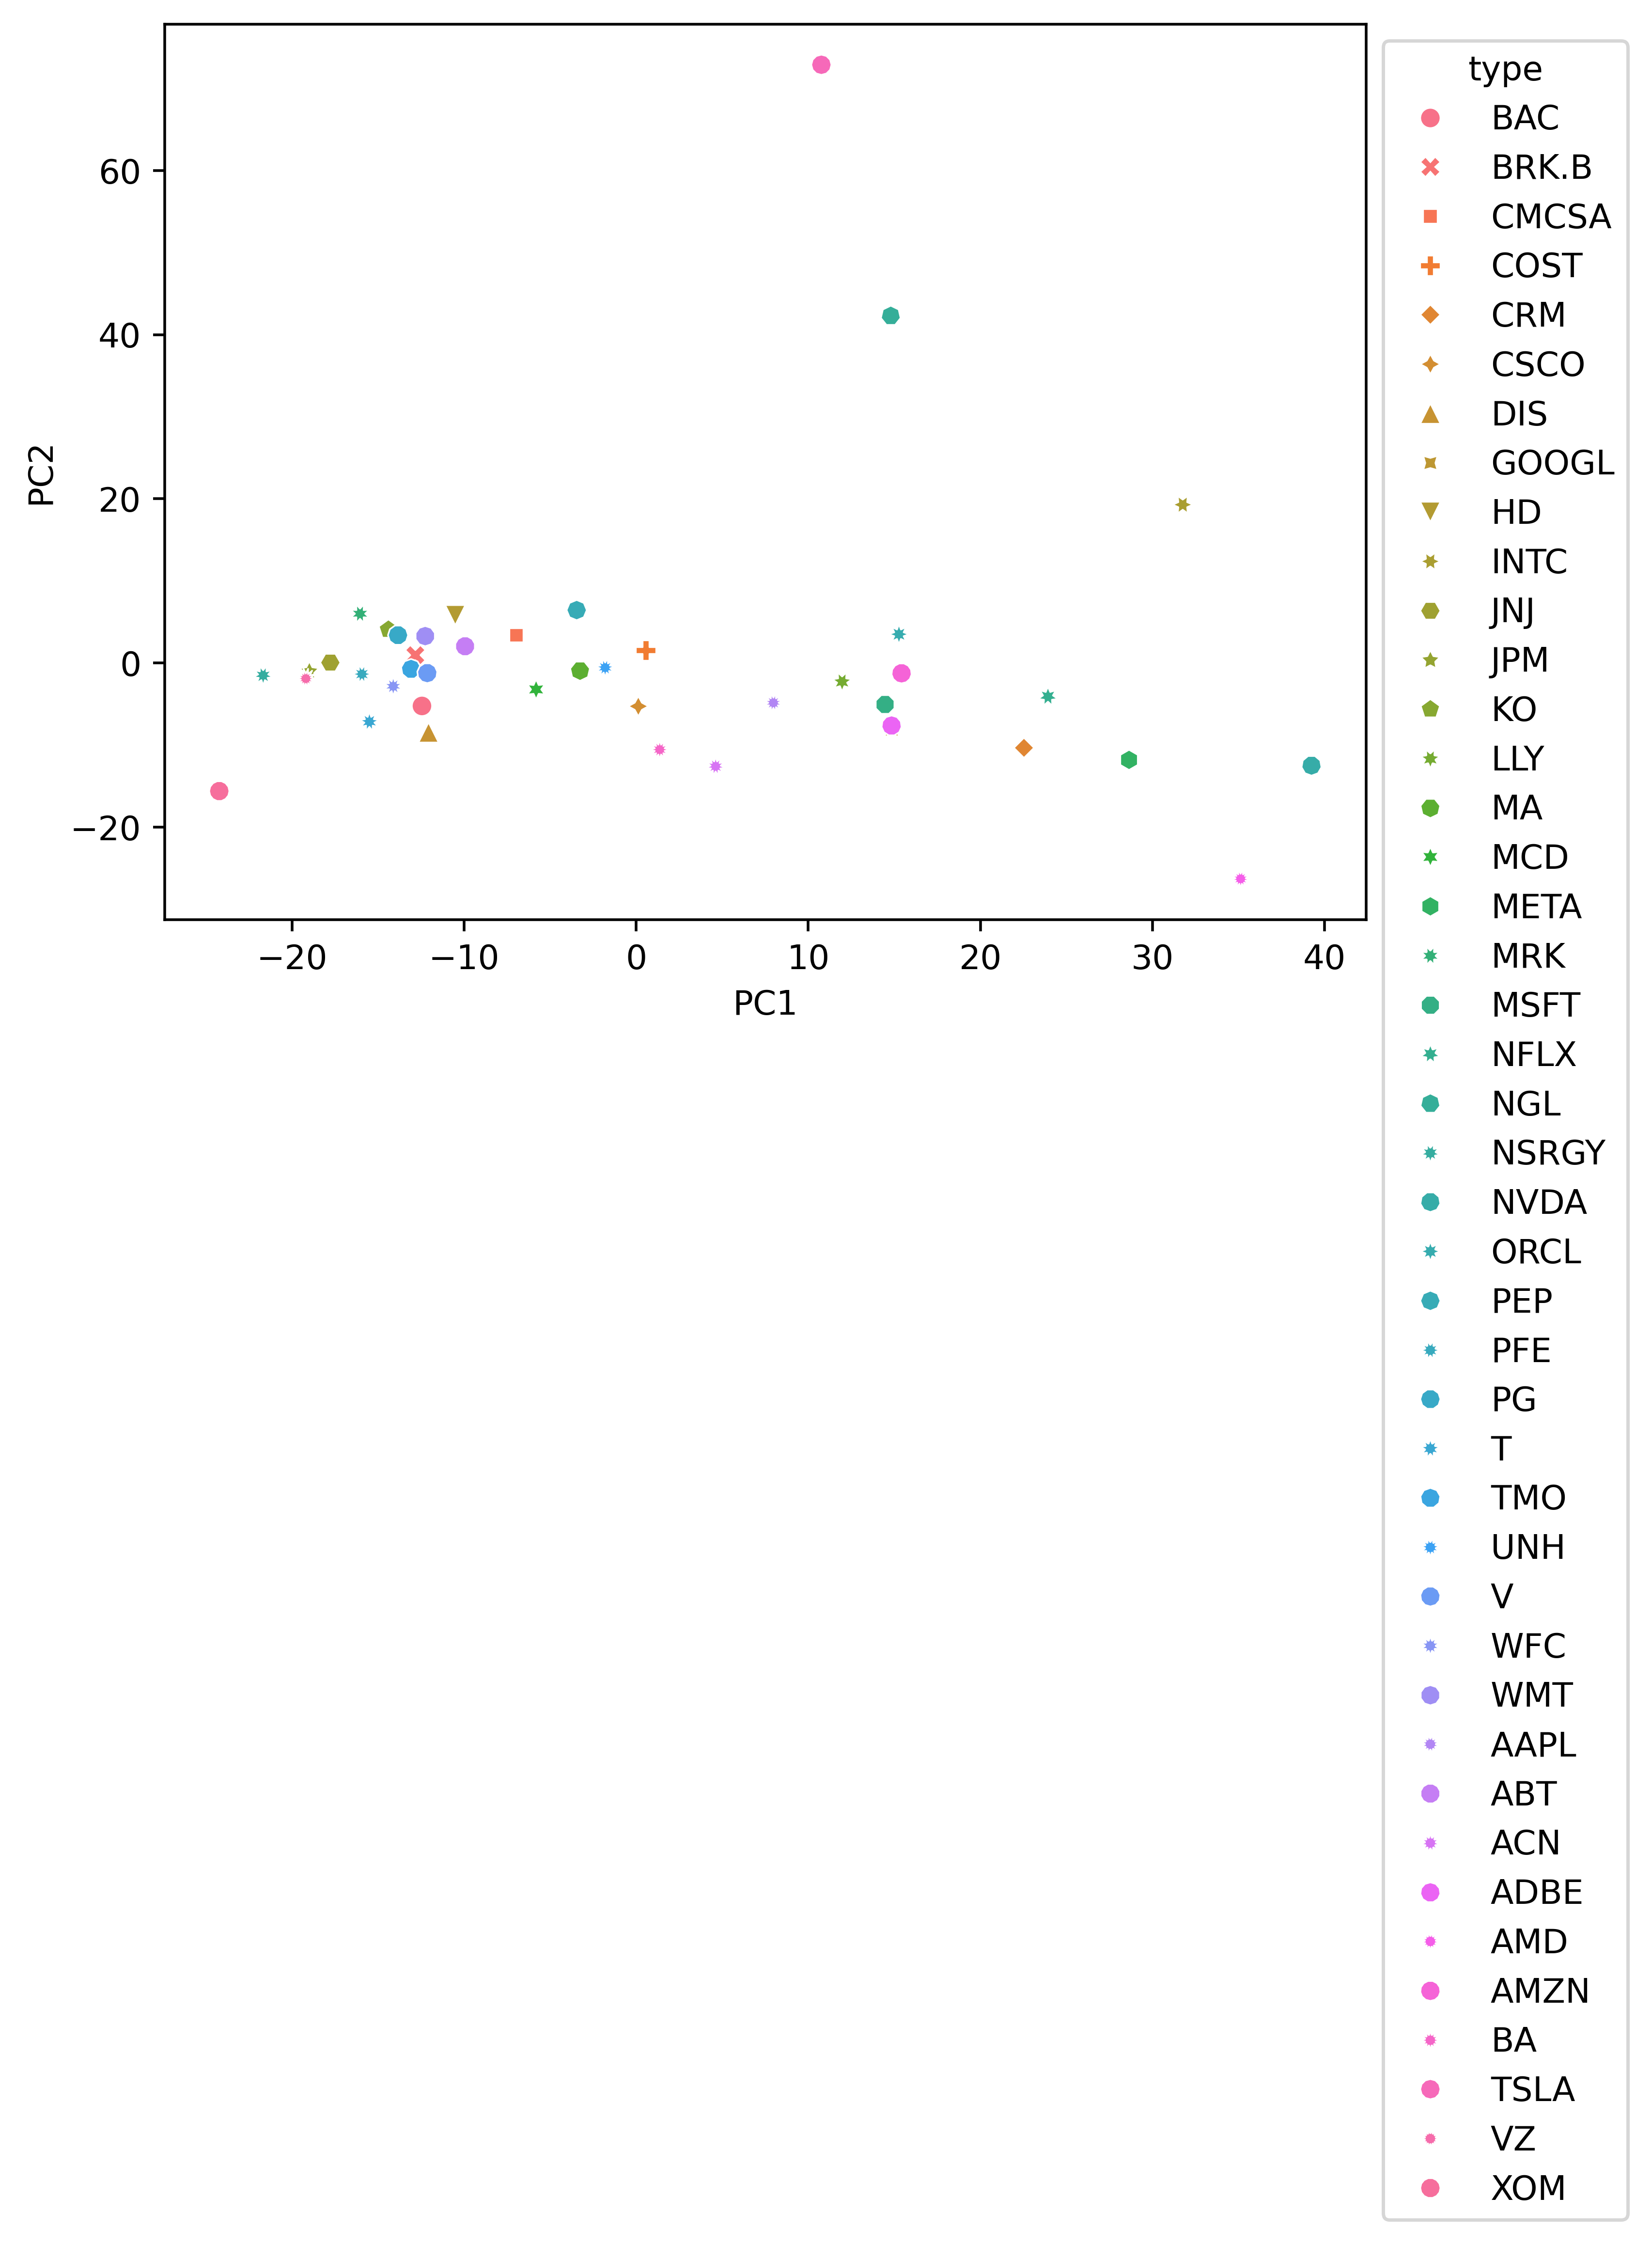 60
40
20
0
−20
PC2
−20
−10
0
10
20
30
40
PC1
type
BAC
BRK.B
CMCSA
COST
CRM
CSCO
DIS
GOOGL
HD
INTC
JNJ
JPM
KO
LLY
MA
MCD
META
MRK
MSFT
NFLX
NGL
NSRGY
NVDA
ORCL
PEP
PFE
PG
T
TMO
UNH
V
WFC
WMT
AAPL
ABT
ACN
ADBE
AMD
AMZN
BA
TSLA
VZ
XOM